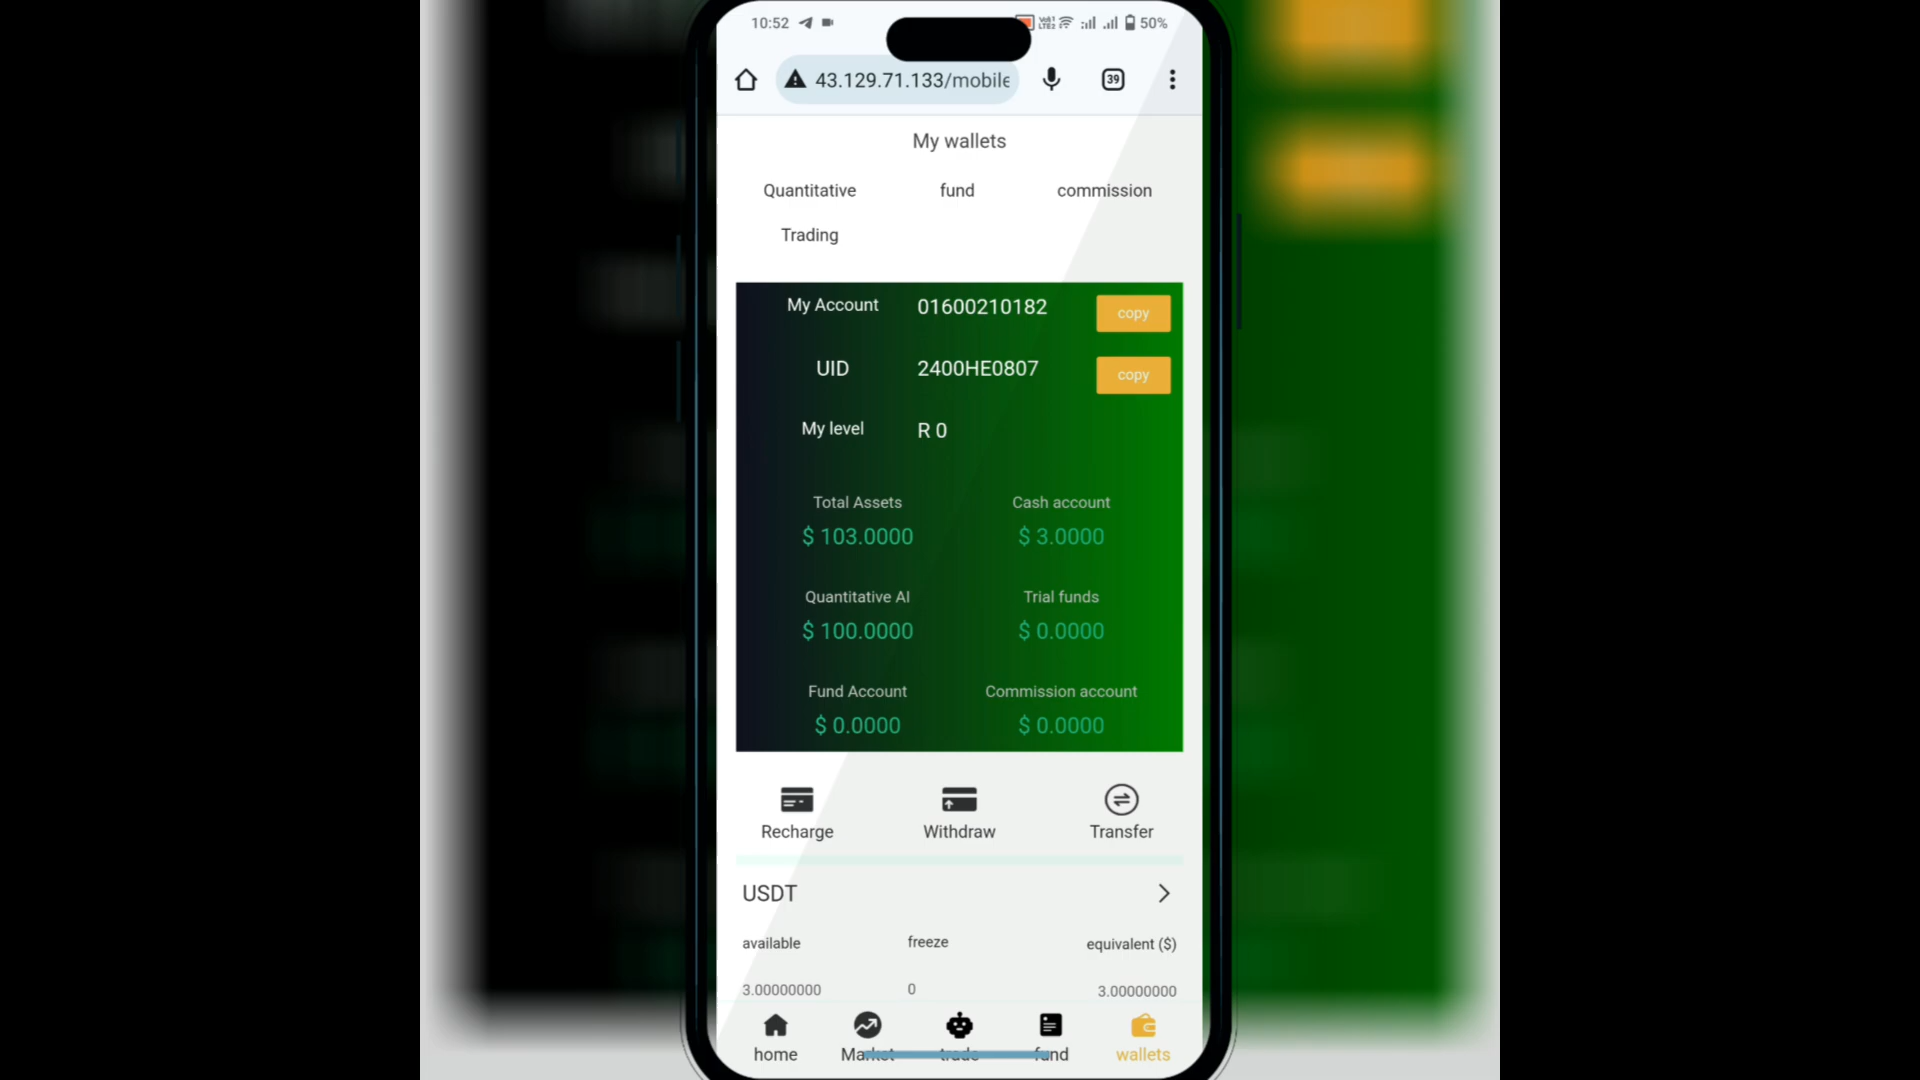 10:52 50%
43.129.71.133/mobile 39
My wallets
Quantitative fund commission
Trading
My Account 01600210182 copy
UID 2400HE0807 copy
My level R 0
Total Assets Cash account
$ 103.0000 $ 3.0000
Quantitative AI Trial funds
$ 100.0000 $ 0.0000
Fund Account Commission account
$ 0.0000 $ 0.0000
Recharge Withdraw Transfer
USDT
available freeze equivalent ($)
3.00000000 0 3.00000000
home Market trade fund wallets